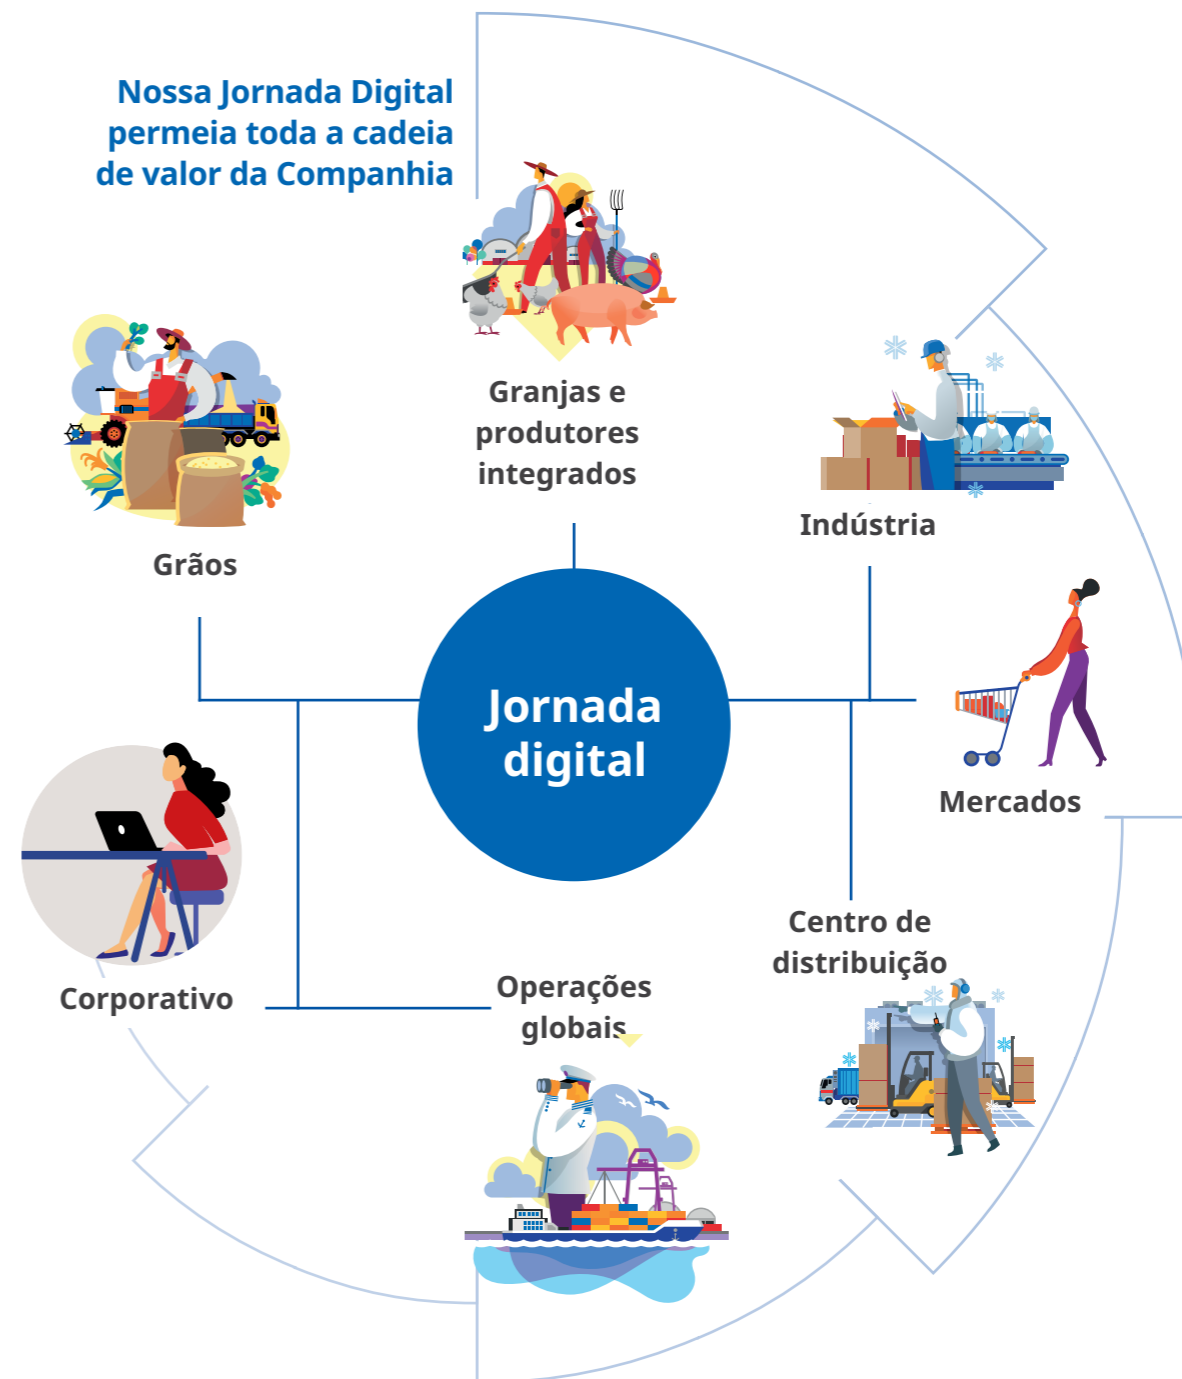 Nossa Jornada Digital
permeia toda a cadeia
de valor da Companhia
Granjas e
produtores
integrados
Indústria
Grãos
Jornada
digital
Mercados
Centro de
distribuição
Corporativo
Operações
globais